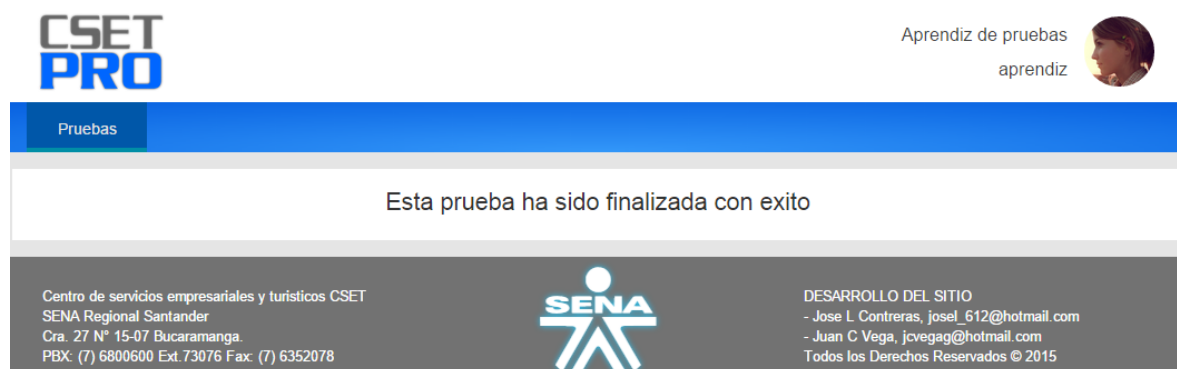 CSET
PRO
Aprendiz de pruebas
aprendiz
Pruebas
Esta prueba ha sido finalizada con exito
Centro de servicios empresariales y turisticos CSET
SENA Regional Santander
Cra. 27 N° 15-07 Bucaramanga.
PBX: (7) 6800600 Ext.73076 Fax: (7) 6352078
SENA
DESARROLLO DEL SITIO
- Jose L Contreras, josel_612@hotmail.com
- Juan C Vega, jcvegag@hotmail.com
Todos los Derechos Reservados © 2015